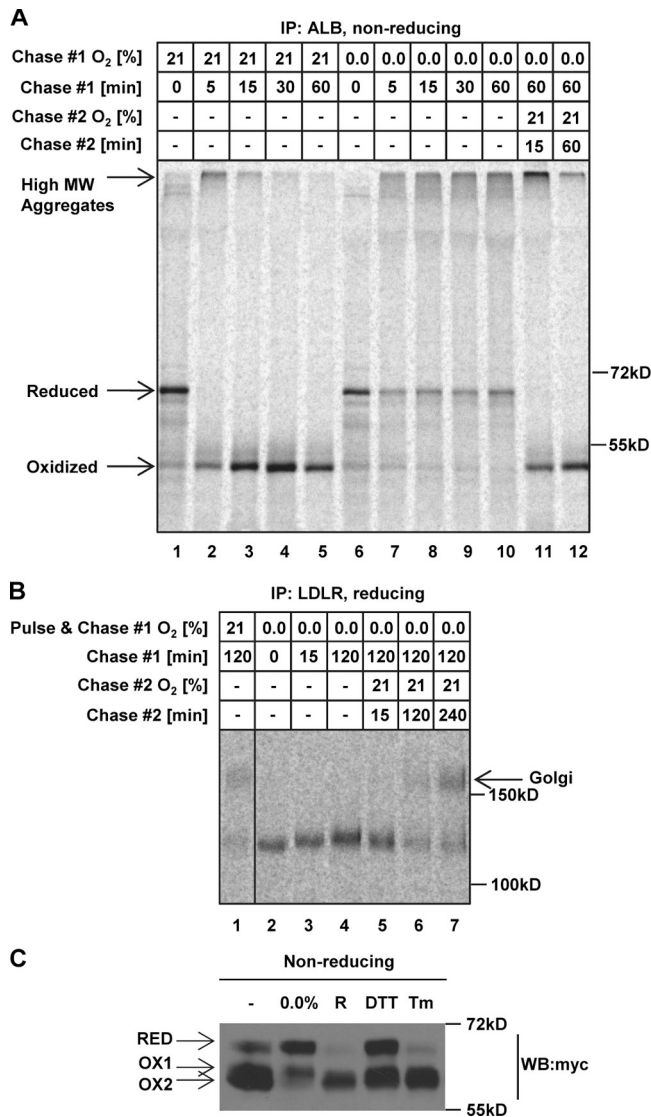 A
IP: ALB, non-reducing
Chase #1 O2 [%] 21 21 21 21 21 0.0 0.0 0.0 0.0 0.0 0.0 0.0
Chase #1 [min] 0 5 15 30 60 0 5 15 30 60 60 60
Chase #2 O2 [%] - - - - - - - - - - 21 21
Chase #2 [min] - - - - - - - - - - 15 60
High MW
Aggregates
72kD
Reduced
55kD
Oxidized
1 2 3 4 5 6 7 8 9 10 11 12
B
IP: LDLR, reducing
Pulse & Chase #1 O2 [%] 21 0.0 0.0 0.0 0.0 0.0 0.0
Chase #1 [min] 120 0 15 120 120 120 120
Chase #2 O2 [%] - - - - 21 21 21
Chase #2 [min] - - - - 15 120 240
Golgi
150kD
100kD
1 2 3 4 5 6 7
C
Non-reducing
- 0.0% R DTT Tm
72kD
RED
OX1
WB:myc
OX2
55kD